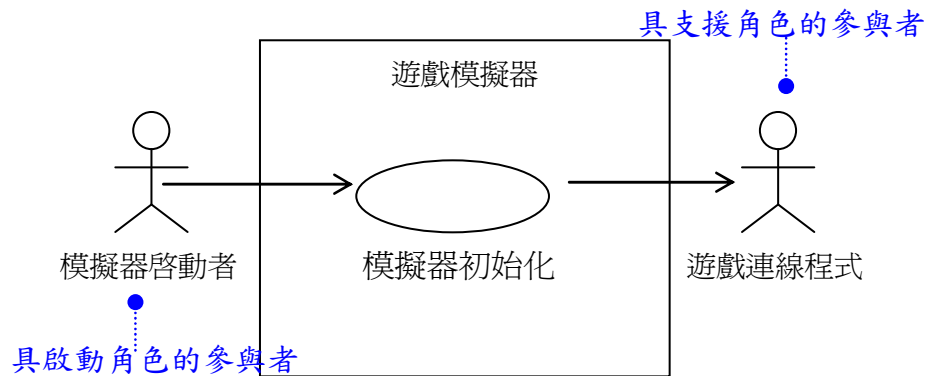 具支援角色的參與者
遊戲模擬器
模擬器啓動者
模擬器初始化
遊戲連線程式
具啟動角色的參與者